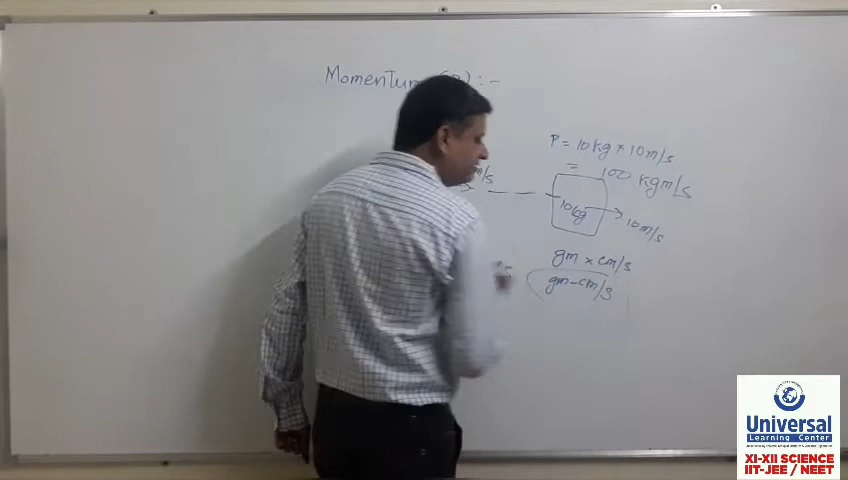 Momentum (P) :-
P = 10kg × 10m/s
= 100 kgm/s
m/s
10kg
10m/s
gm × cm/s
gm-cm/s
Universal
Learning Center
XI-XII SCIENCE
IIT-JEE / NEET